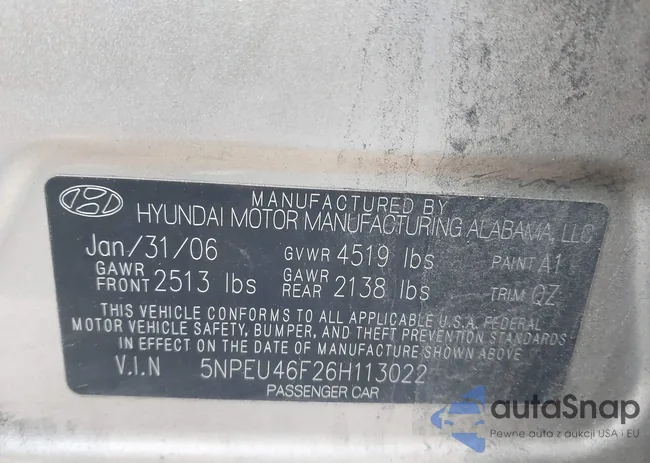 MANUFACTURED BY
HYUNDAI MOTOR MANUFACTURING ALABAMA, LLC
Jan/31/06 GVWR 4519 lbs PAINT A1
GAWR FRONT 2513 lbs GAWR REAR 2138 lbs TRIM QZ
THIS VEHICLE CONFORMS TO ALL APPLICABLE U.S.A. FEDERAL
MOTOR VEHICLE SAFETY, BUMPER, AND THEFT PREVENTION STANDARDS
IN EFFECT ON THE DATE OF MANUFACTURE SHOWN ABOVE
V.I.N 5NPEU46F26H113022
PASSENGER CAR
autaSnap
Pewne auta z aukcji USA i EU